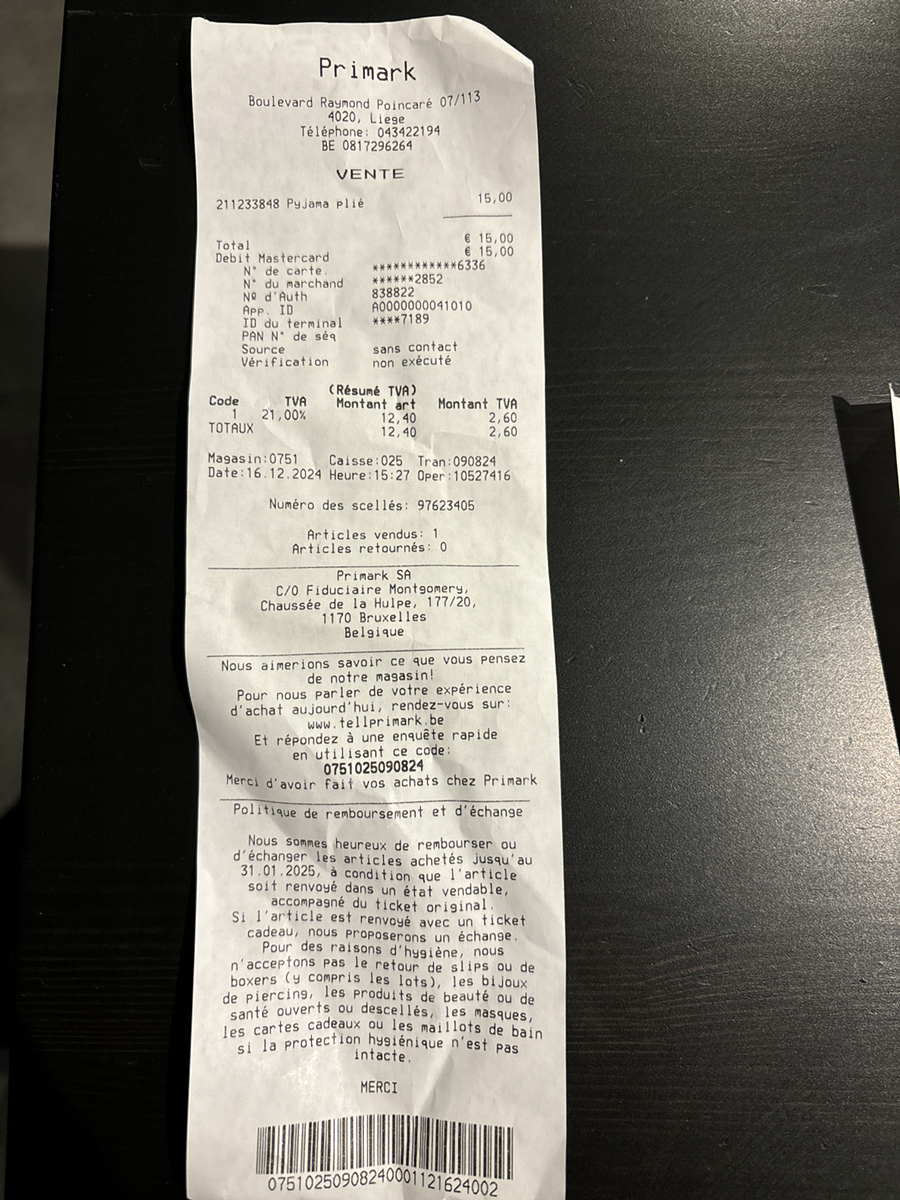 Primark
Boulevard Raymond Poincaré 07/113
4020, Liege
Téléphone: 043422194
BE 0817296264
VENTE
211233848 Pyjama plié 15,00
Total € 15,00
Debit Mastercard € 15,00
N° de carte. ************6336
N° du marchand ******2852
Nº d'Auth 838822
App. ID A0000000041010
ID du terminal ****7189
PAN N° de séq
Source sans contact
Vérification non exécuté
(Résumé TVA)
Code TVA Montant art Montant TVA
1 21,00% 12,40 2,60
TOTAUX 12,40 2,60
Magasin:0751 Caisse:025 Tran:090824
Date:16.12.2024 Heure:15:27 Oper:10527416
Numéro des scellés: 97623405
Articles vendus: 1
Articles retournés: 0
Primark SA
C/O Fiduciaire Montgomery,
Chaussée de la Hulpe, 177/20,
1170 Bruxelles
Belgique
Nous aimerions savoir ce que vous pensez
de notre magasin!
Pour nous parler de votre expérience
d'achat aujourd'hui, rendez-vous sur:
www.tellprimark.be
Et répondez à une enquête rapide
en utilisant ce code:
0751025090824
Merci d'avoir fait vos achats chez Primark
Politique de remboursement et d'échange
Nous sommes heureux de rembourser ou
d'échanger les articles achetés jusqu'au
31.01.2025, à condition que l'article
soit renvoyé dans un état vendable,
accompagné du ticket original.
Si l'article est renvoyé avec un ticket
cadeau, nous proposerons un échange.
Pour des raisons d'hygiène, nous
n'acceptons pas le retour de slips ou de
boxers (y compris les lots), les bijoux
de piercing, les produits de beauté ou de
santé ouverts ou descellés, les masques,
les cartes cadeaux ou les maillots de bain
si la protection hygiénique n'est pas
intacte.
MERCI
07510250908240001121624002